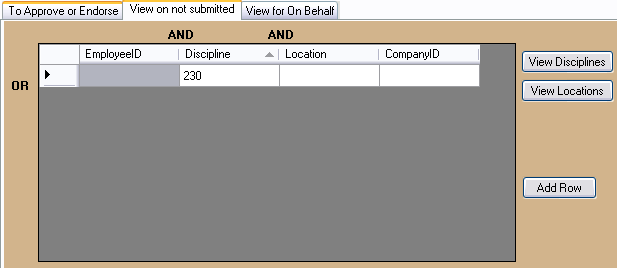 To Approve or Endorse View on not submitted View for On Behalf
AND AND
EmployeeID Discipline Location CompanyID
230
OR
View Disciplines
View Locations
Add Row